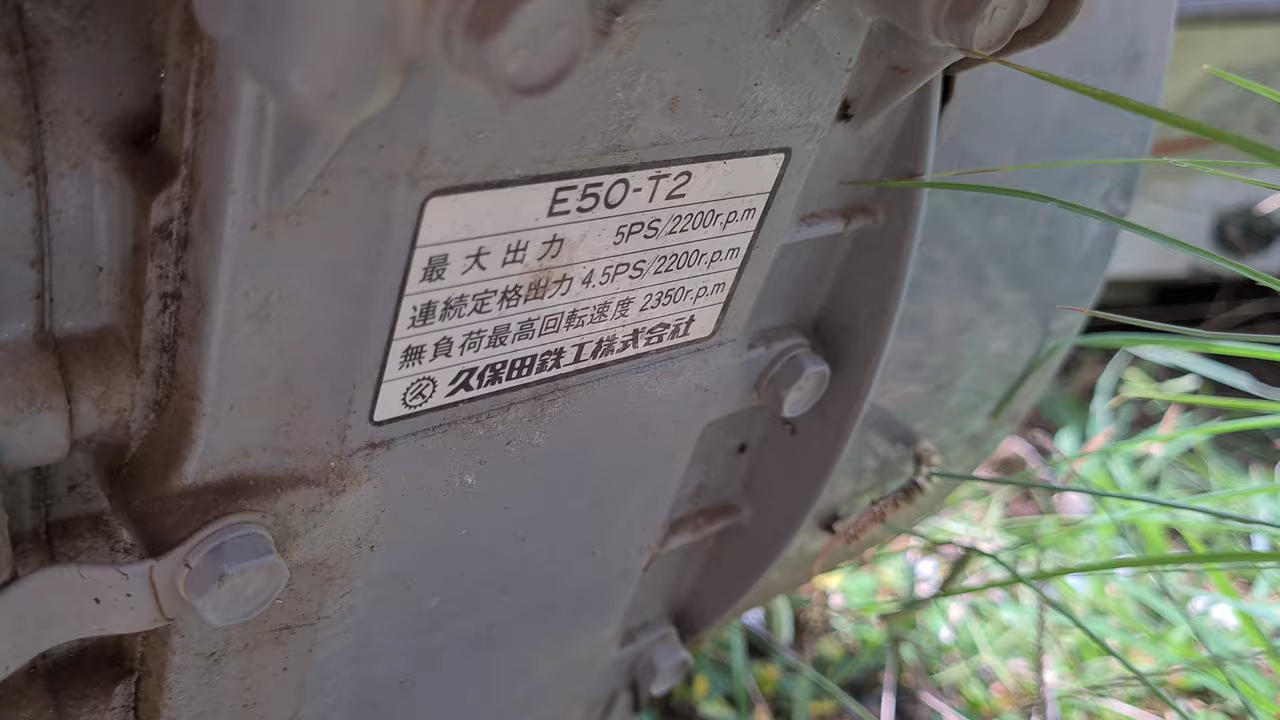 E50-T2
最大出力 5PS/2200r.p.m
連続定格出力 4.5PS/2200r.p.m
無負荷最高回転速度 2350r.p.m
久保田鉄工株式会社